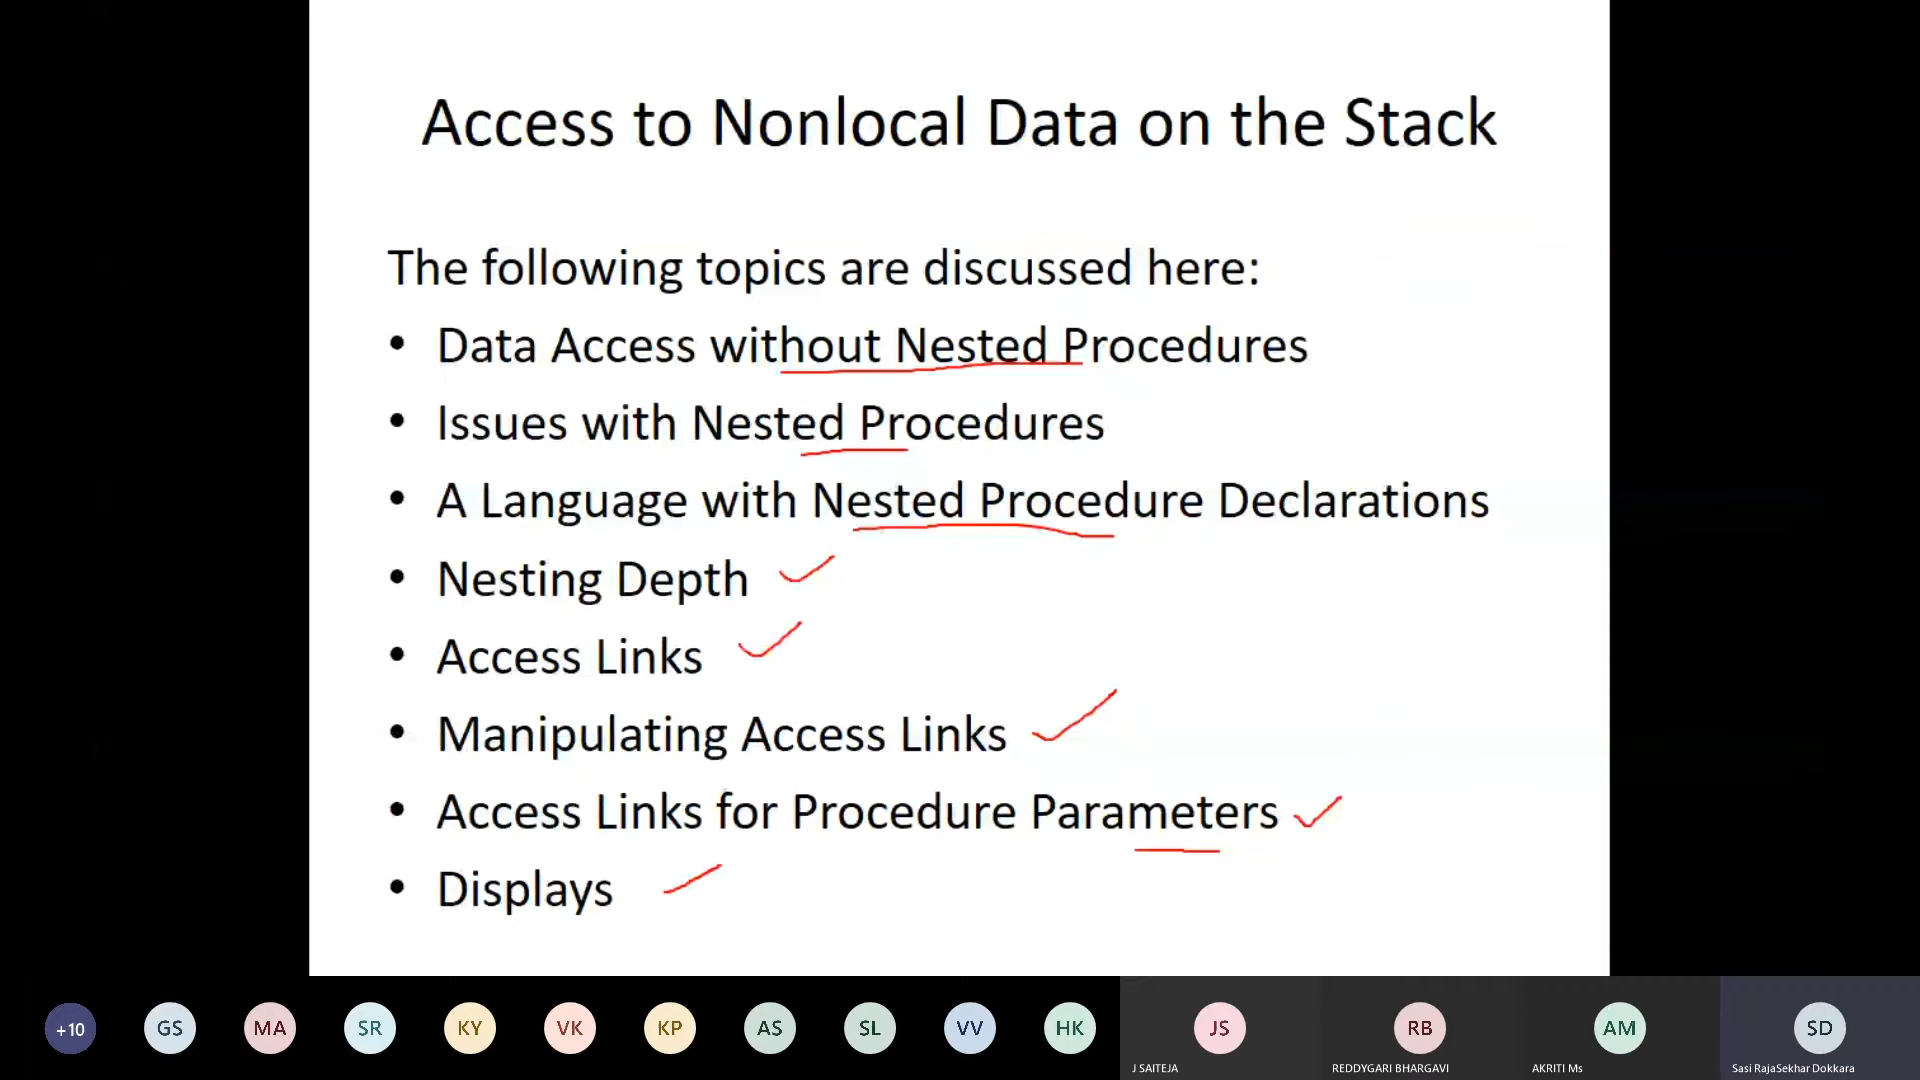 Access to Nonlocal Data on the Stack
The following topics are discussed here:
• Data Access without Nested Procedures
• Issues with Nested Procedures
• A Language with Nested Procedure Declarations
• Nesting Depth
• Access Links
• Manipulating Access Links
• Access Links for Procedure Parameters
• Displays
+10 GS MA SR KY VK KP AS SL VV HK JS RB AM SD
J SAITEJA REDDYGARI BHARGAVI AKRITI Ms Sasi RajaSekhar Dokkara